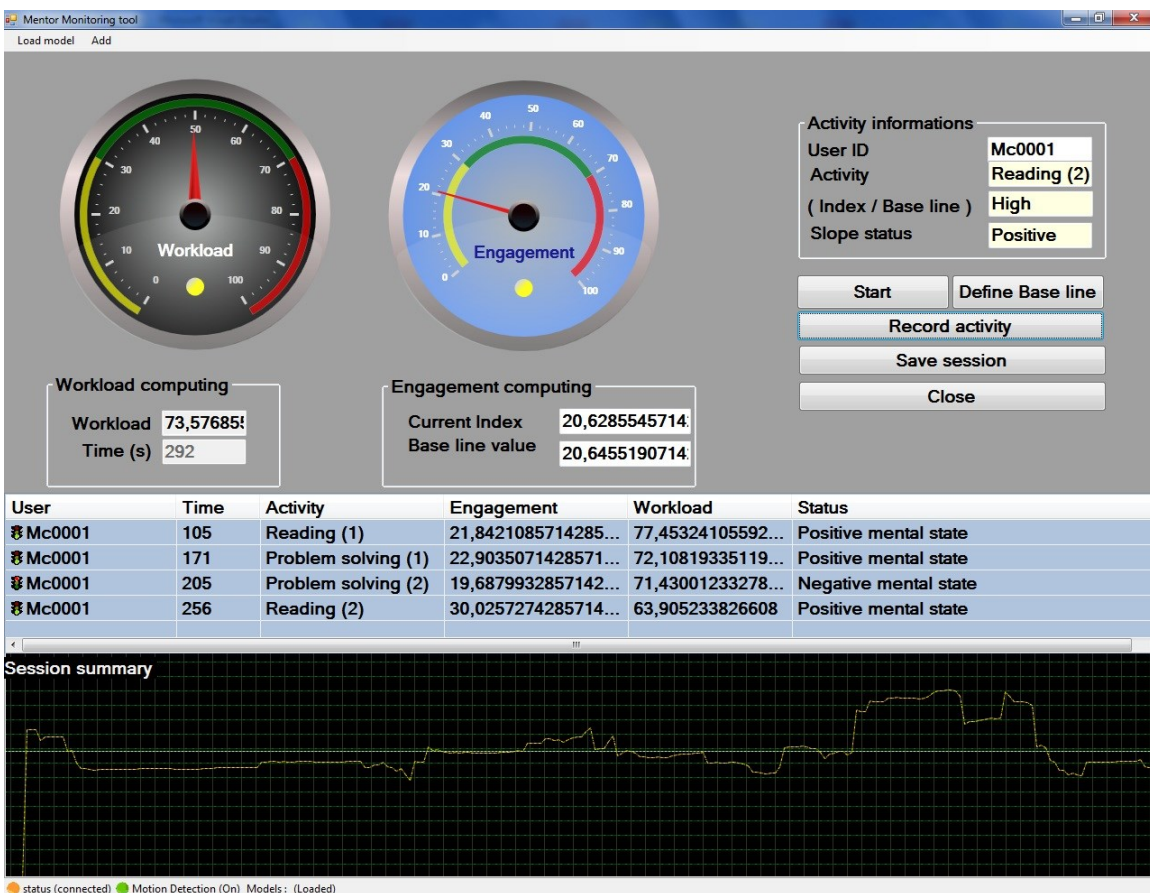 Mentor Monitoring tool
Load model Add
0 10 20 30 40 50 60 70 80 90 100
Workload
0 10 20 30 40 50 60 70 80 90 100
Engagement
Activity informations
User ID Mc0001
Activity Reading (2)
( Index / Base line ) High
Slope status Positive
Start Define Base line
Record activity
Save session
Close
Workload computing
Workload 73,57685
Time (s) 292
Engagement computing
Current Index 20,6285545714
Base line value 20,6455190714
User Time Activity Engagement Workload Status
Mc0001 105 Reading (1) 21,8421085714285... 77,45324105592... Positive mental state
Mc0001 171 Problem solving (1) 22,9035071428571... 72,10819335119... Positive mental state
Mc0001 205 Problem solving (2) 19,6879932857142... 71,43001233278... Negative mental state
Mc0001 256 Reading (2) 30,0257274285714... 63,905233826608 Positive mental state
Session summary
status (connected) Motion Detection (On) Models : (Loaded)